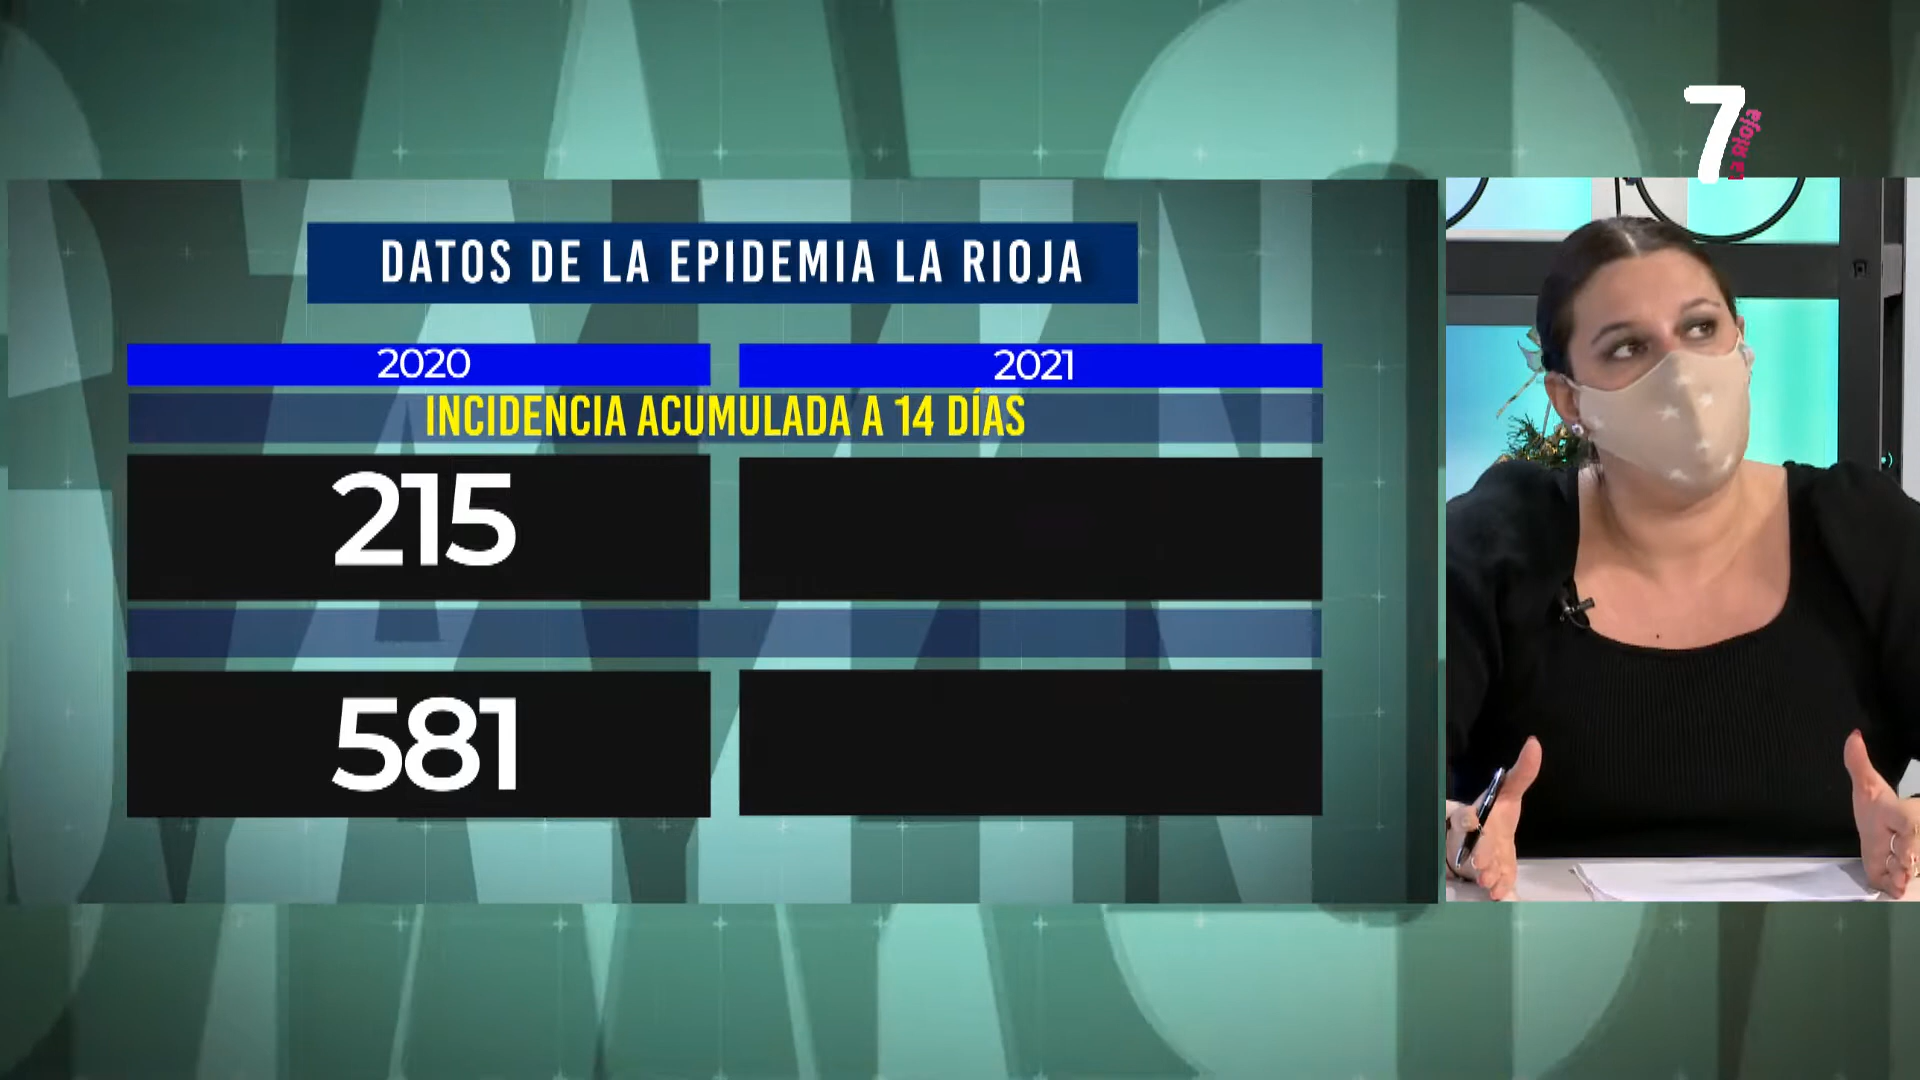 7
La Rioja
DATOS DE LA EPIDEMIA LA RIOJA
2020
2021
INCIDENCIA ACUMULADA A 14 DÍAS
215
581